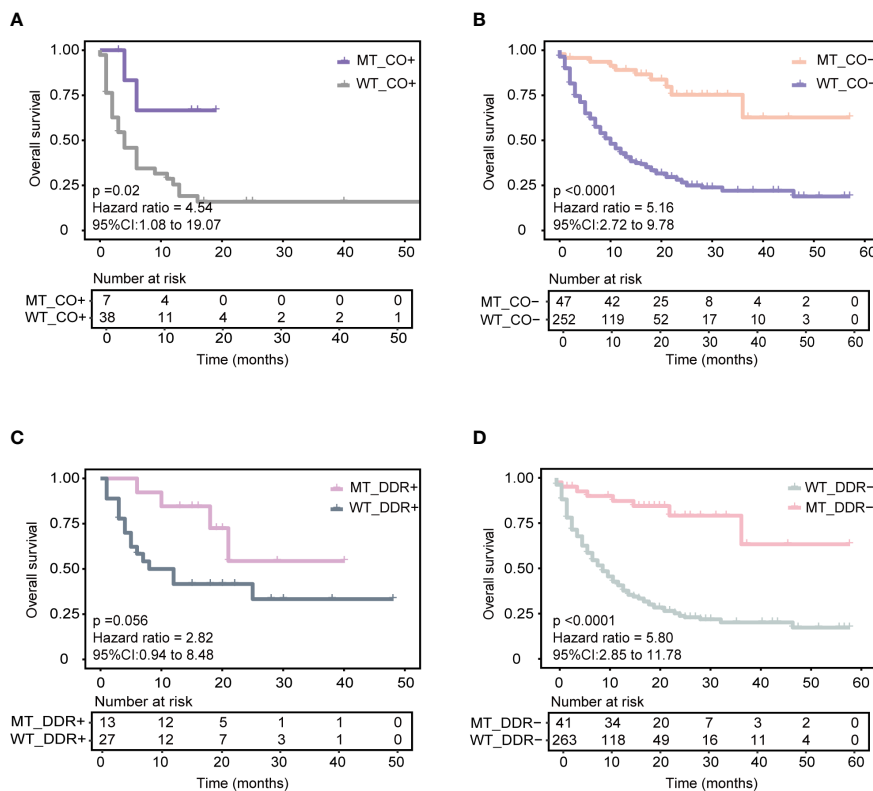 A
1.00
0.75
0.50
0.25
0
Overall survival
MT_CO+
WT_CO+
p =0.02
Hazard ratio = 4.54
95%CI:1.08 to 19.07
0 10 20 30 40 50
Number at risk
MT_CO+ 7 4 0 0 0 0
WT_CO+ 38 11 4 2 2 1
0 10 20 30 40 50
Time (months)
B
1.00
0.75
0.50
0.25
0
Overall survival
MT_CO−
WT_CO−
p <0.0001
Hazard ratio = 5.16
95%CI:2.72 to 9.78
0 10 20 30 40 50 60
Number at risk
MT_CO− 47 42 25 8 4 2 0
WT_CO− 252 119 52 17 10 3 0
0 10 20 30 40 50 60
Time (months)
C
1.00
0.75
0.50
0.25
0
Overall survival
MT_DDR+
WT_DDR+
p =0.056
Hazard ratio = 2.82
95%CI:0.94 to 8.48
0 10 20 30 40 50
Number at risk
MT_DDR+ 13 12 5 1 1 0
WT_DDR+ 27 12 7 3 1 0
0 10 20 30 40 50
Time (months)
D
1.00
0.75
0.50
0.25
0
Overall survival
WT_DDR−
MT_DDR−
p <0.0001
Hazard ratio = 5.80
95%CI:2.85 to 11.78
0 10 20 30 40 50 60
Number at risk
MT_DDR− 41 34 20 7 3 2 0
WT_DDR− 263 118 49 16 11 4 0
0 10 20 30 40 50 60
Time (months)